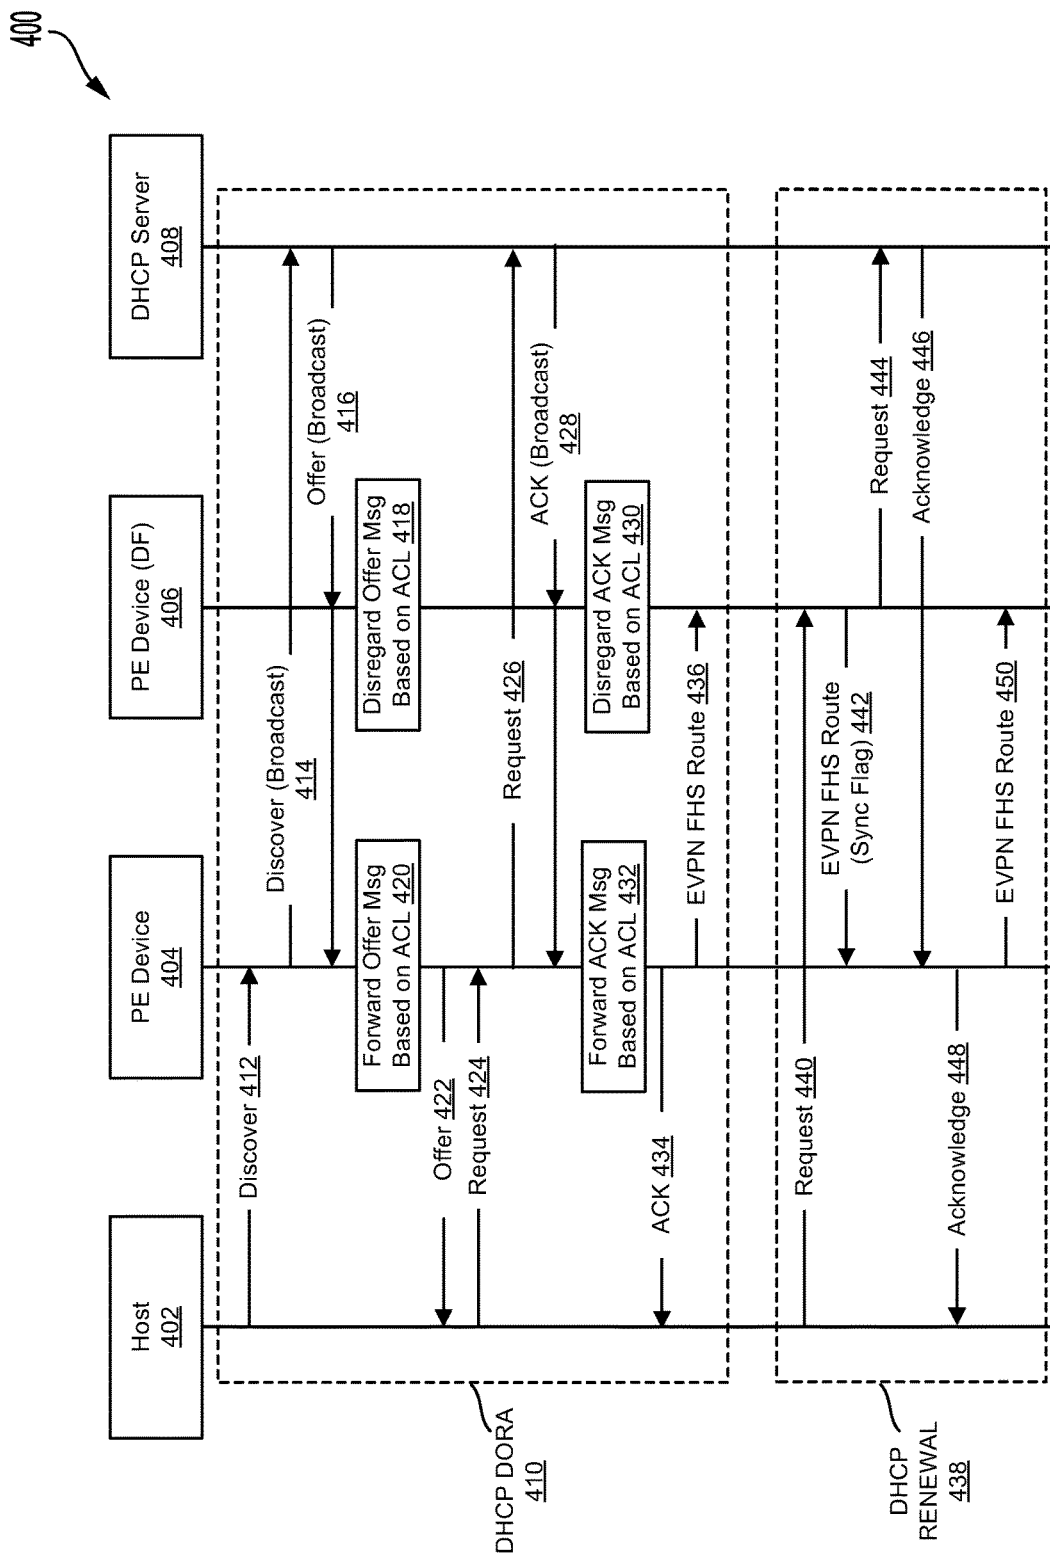 400
Host
402
PE Device
404
PE Device (DF)
406
DHCP Server
408
DHCP DORA
410
Discover 412
Discover (Broadcast)
414
Offer (Broadcast)
416
Disregard Offer Msg
Based on ACL 418
Forward Offer Msg
Based on ACL 420
Offer 422
Request 424
Request 426
ACK (Broadcast)
428
Disregard ACK Msg
Based on ACL 430
Forward ACK Msg
Based on ACL 432
ACK 434
EVPN FHS Route 436
DHCP
RENEWAL
438
Request 440
EVPN FHS Route
(Sync Flag) 442
Request 444
Acknowledge 446
Acknowledge 448
EVPN FHS Route 450